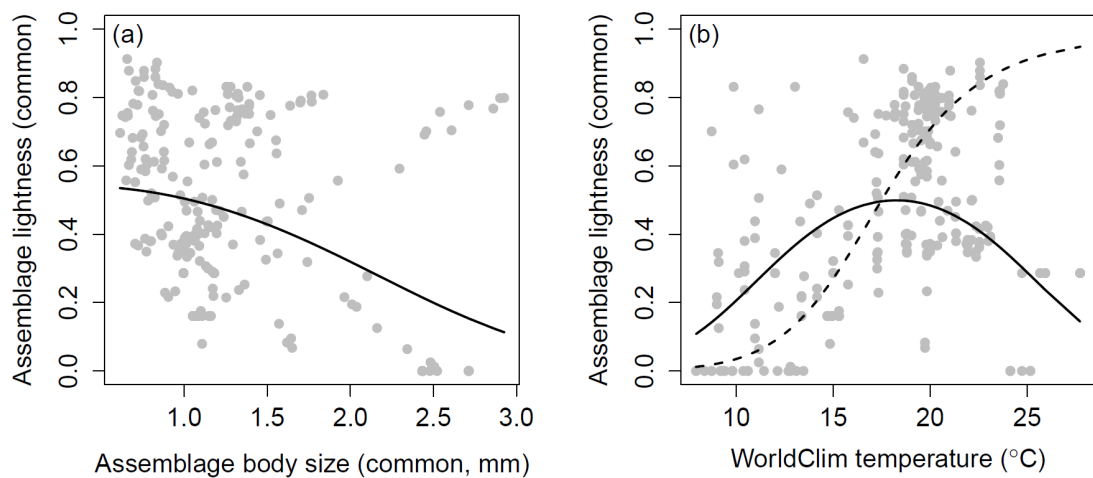 (a)
Assemblage lightness (common)
0.0 0.2 0.4 0.6 0.8 1.0
1.0 1.5 2.0 2.5 3.0
Assemblage body size (common, mm)
(b)
Assemblage lightness (common)
0.0 0.2 0.4 0.6 0.8 1.0
10 15 20 25
WorldClim temperature (°C)